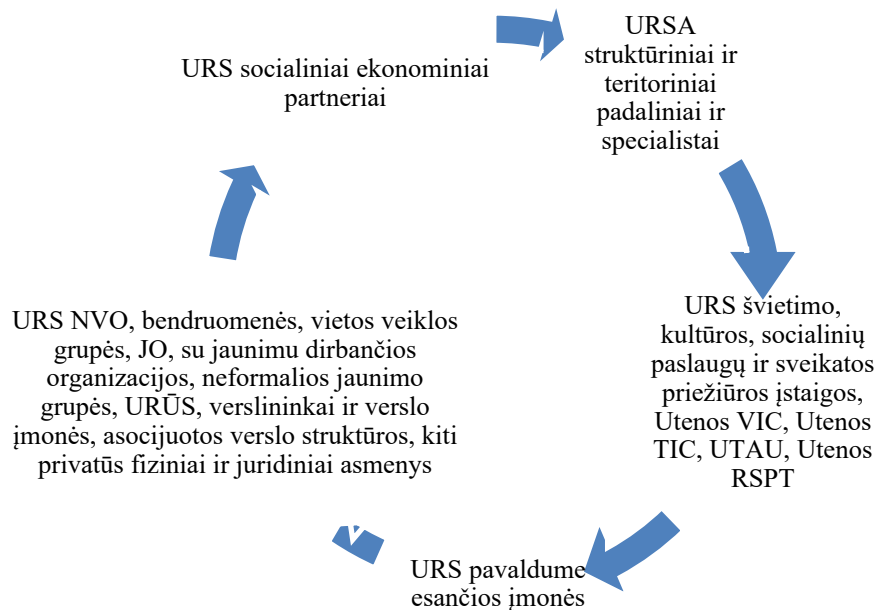 URS socialiniai ekonominiai
partneriai
URSA
struktūriniai ir
teritoriniai
padaliniai ir
specialistai
URS švietimo,
kultūros, socialinių
paslaugų ir sveikatos
priežiūros įstaigos,
Utenos VIC, Utenos
TIC, UTAU, Utenos
RSPT
URS pavaldume
esančios įmonės
URS NVO, bendruomenės, vietos veiklos
grupės, JO, su jaunimu dirbančios
organizacijos, neformalios jaunimo
grupės, URŪS, verslininkai ir verslo
įmonės, asocijuotos verslo struktūros, kiti
privatūs fiziniai ir juridiniai asmenys